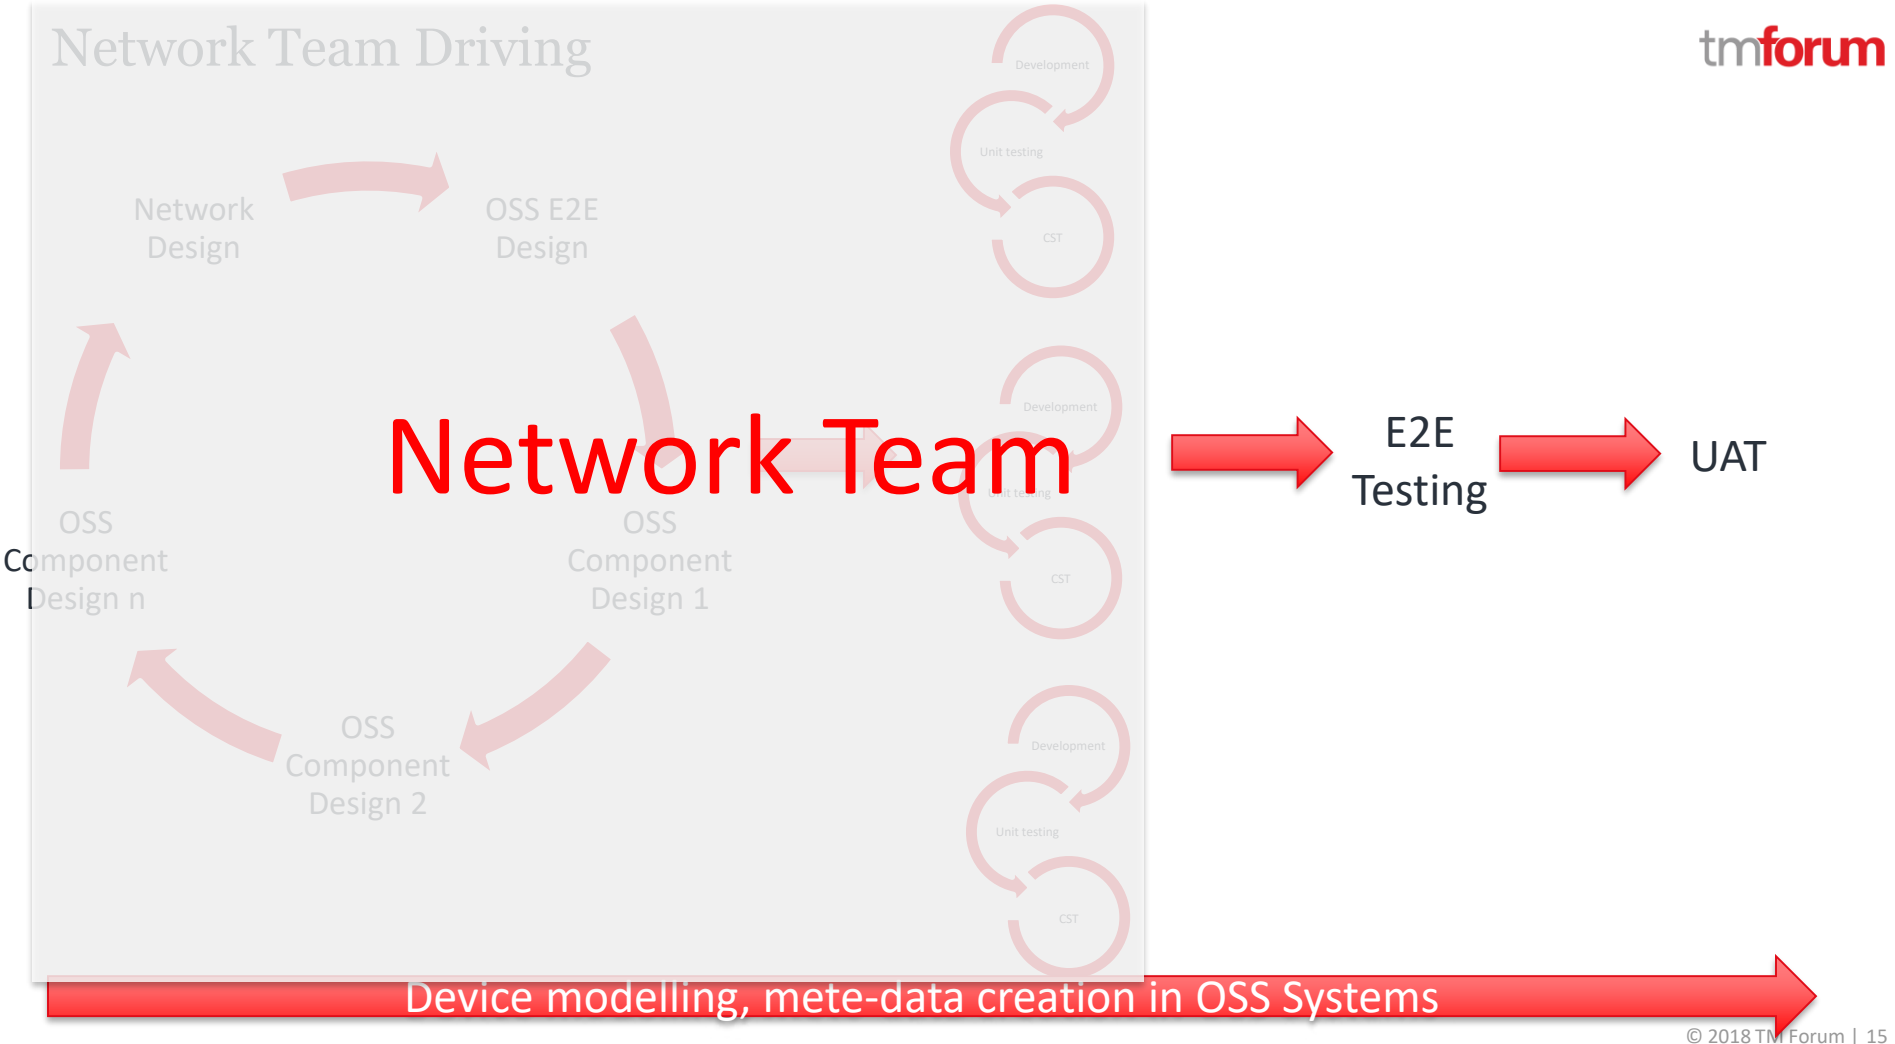 Network Team Driving
tmforum
Development
Unit testing
CST
Network
Design
OSS E2E
Design
Network Team
Development
Unit testing
CST
E2E
Testing
UAT
OSS
Component
Design n
OSS
Component
Design 1
OSS
Component
Design 2
Development
Unit testing
CST
Device modelling, mete-data creation in OSS Systems
© 2018 TM Forum | 15